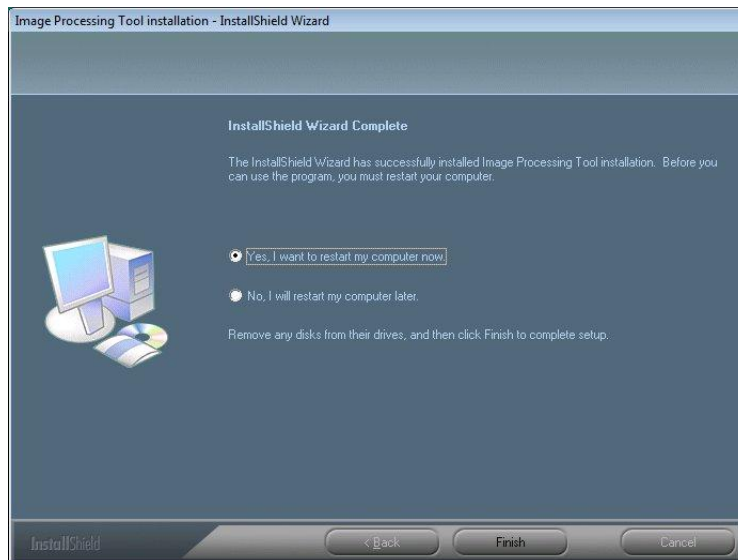 Image Processing Tool installation - InstallShield Wizard
InstallShield Wizard Complete
The InstallShield Wizard has successfully installed Image Processing Tool installation. Before you
can use the program, you must restart your computer.
Yes, I want to restart my computer now.
No, I will restart my computer later.
Remove any disks from their drives, and then click Finish to complete setup.
InstallShield
< Back
Finish
Cancel